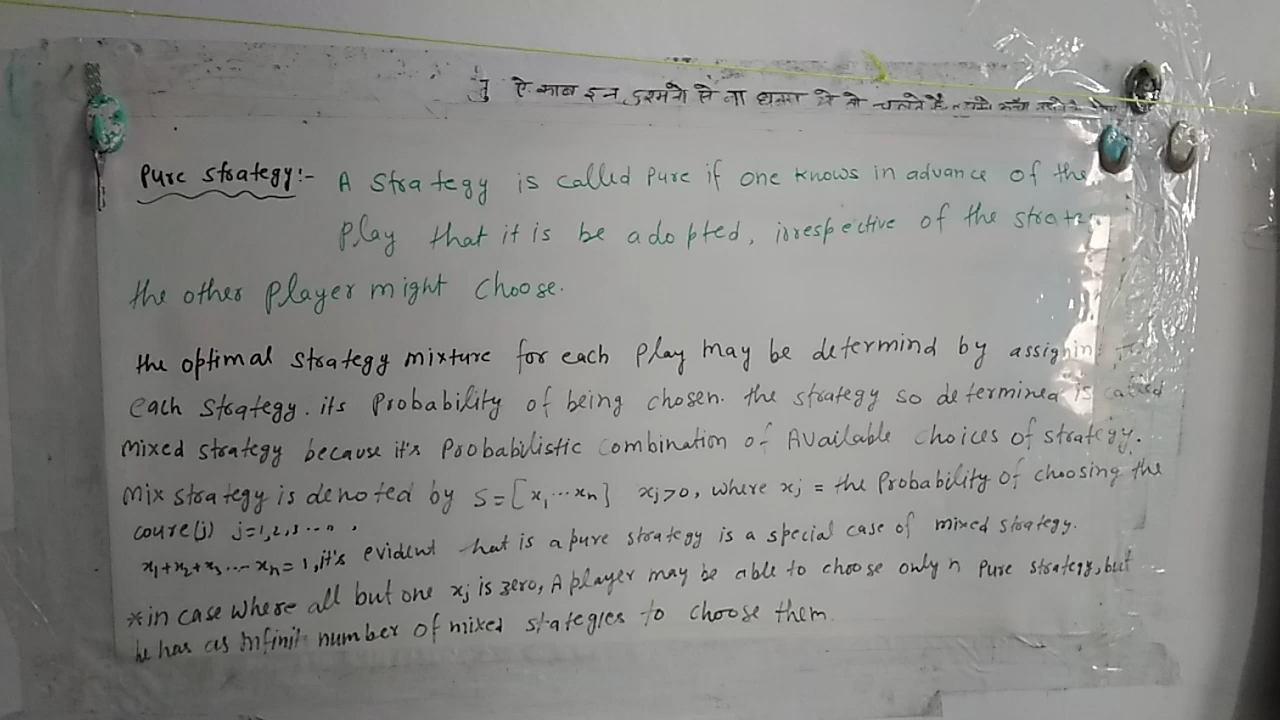 तु ऐ काब इन दुश्मनो से ना
Pure strategy:- A Strategy is called Pure if one knows in advance of the
Play that it is be adopted, irrespective of the strate
the other Player might choose.
the optimal strategy mixture for each Play may be determind by assignin
each Strategy. its Probability of being chosen. the strategy so determined is called
mixed strategy because it's Probabilistic combination of Available choices of strategy.
mix strategy is denoted by S=[x₁...xn] xj>0, where xj = the Probability of choosing the
coure(j) j=1,2,3...n.
x₁+x₂+x₃...xn=1, it's evident that is a pure strategy is a special case of mixed strategy.
*in case where all but one xj is zero, A player may be able to choose only n Pure strategy, but
he has as infinit number of mixed stategies to choose them